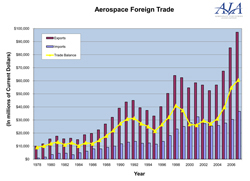 Aerospace Foreign Trade
AIA
$100,000
$90,000
$80,000
$70,000
$60,000
$50,000
$40,000
$30,000
$20,000
$10,000
$0
(In millions of Current Dollars)
Exports
Imports
Trade Balance
1978 1980 1982 1984 1986 1988 1990 1992 1994 1996 1998 2000 2002 2004 2006
Year